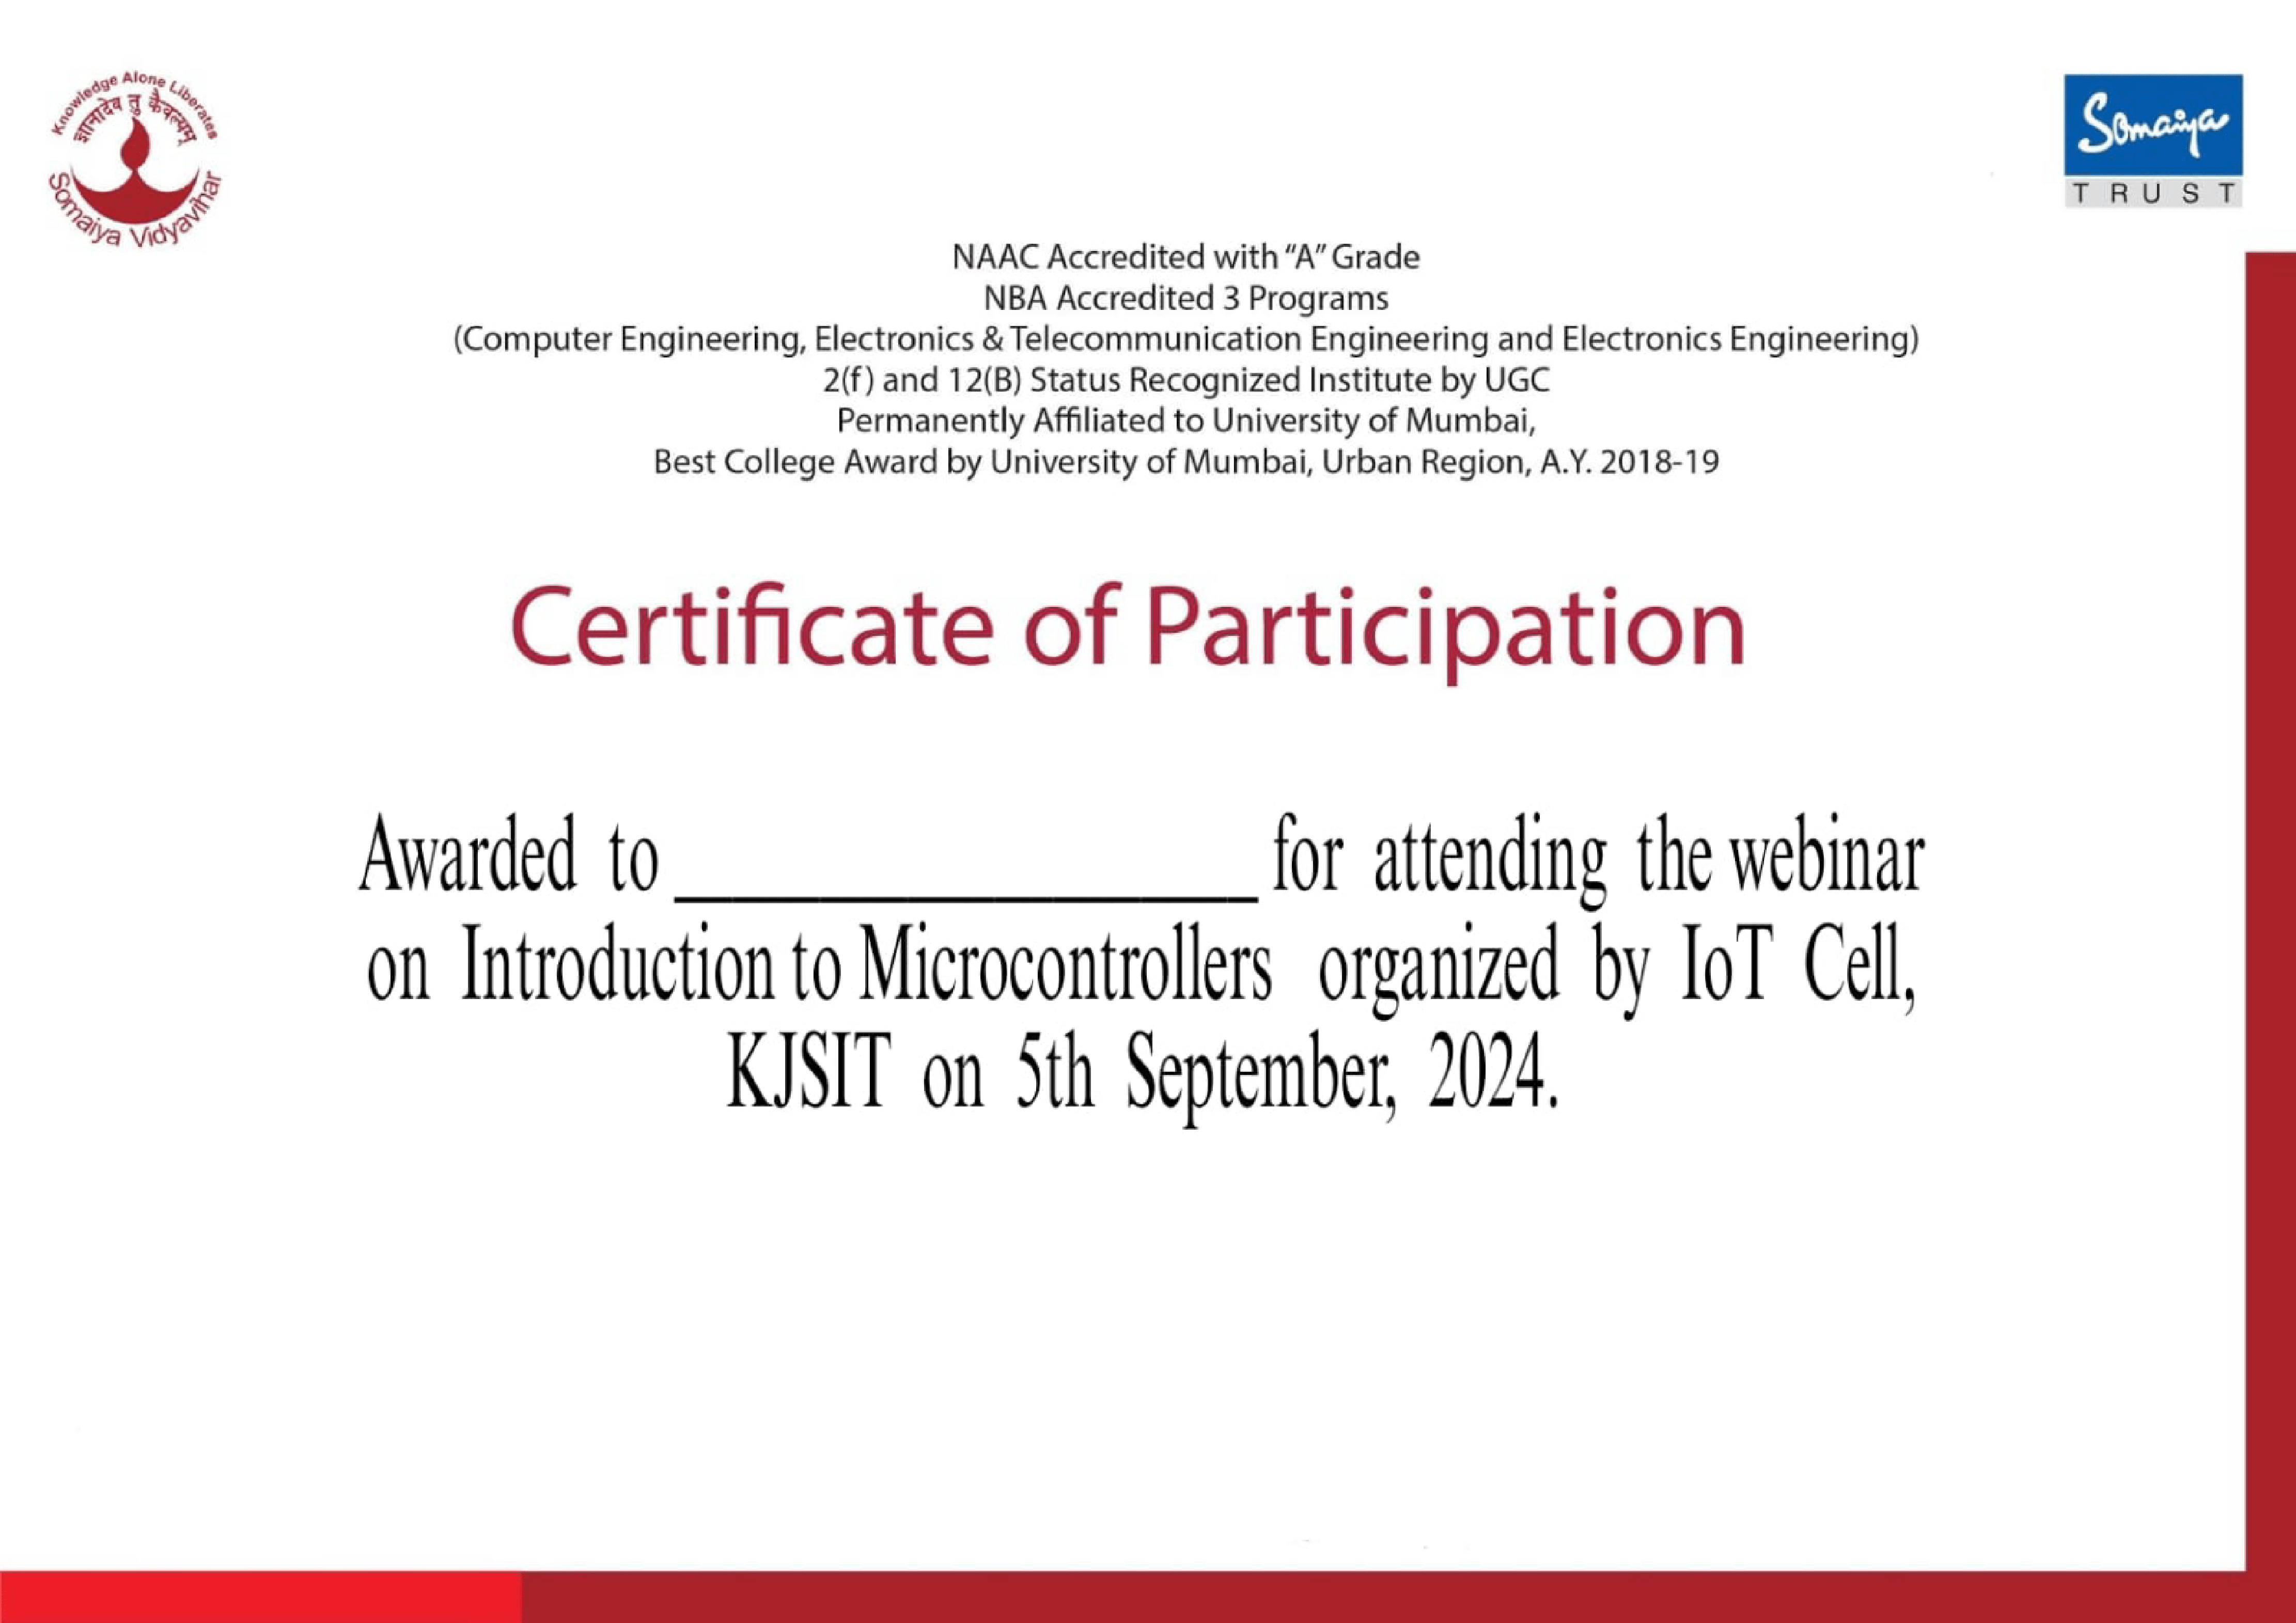 Knowledge Alone Liberates
ज्ञानादेव तु कैवल्यम्
Somaiya Vidyavihar
Somaiya
TRUST
NAAC Accredited with “A” Grade
NBA Accredited 3 Programs
(Computer Engineering, Electronics & Telecommunication Engineering and Electronics Engineering)
2(f) and 12(B) Status Recognized Institute by UGC
Permanently Affiliated to University of Mumbai,
Best College Award by University of Mumbai, Urban Region, A.Y. 2018-19
Certificate of Participation
Awarded to ____________________ for attending the webinar
on Introduction to Microcontrollers organized by IoT Cell,
KJSIT on 5th September, 2024.